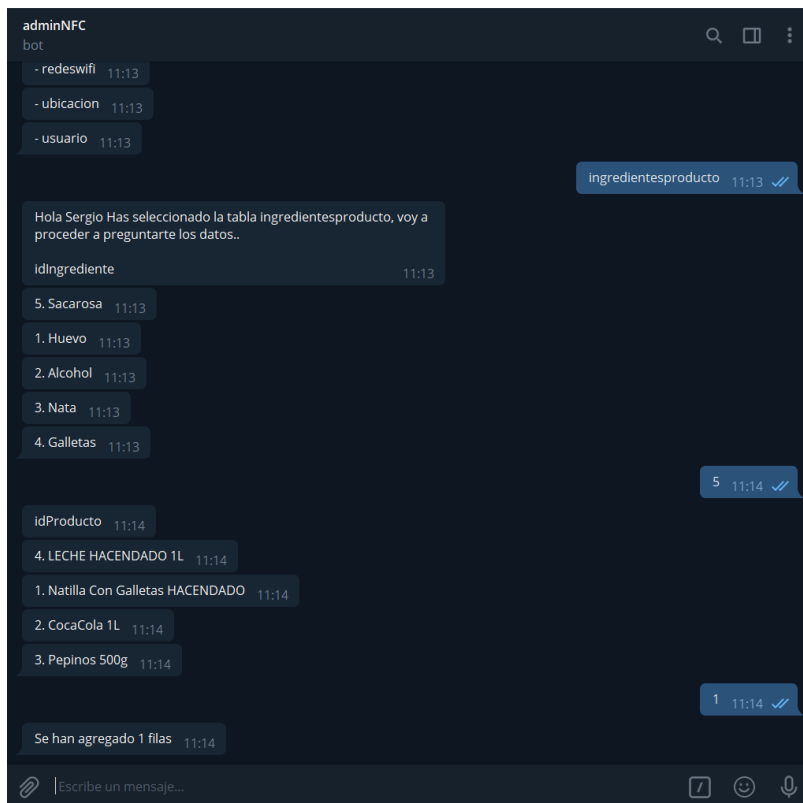 adminNFC
bot
- redeswifi 11:13
- ubicacion 11:13
- usuario 11:13
ingredientesproducto 11:13
Hola Sergio Has seleccionado la tabla ingredientesproducto, voy a
proceder a preguntarte los datos..
idIngrediente 11:13
5. Sacarosa 11:13
1. Huevo 11:13
2. Alcohol 11:13
3. Nata 11:13
4. Galletas 11:13
5 11:14
idProducto 11:14
4. LECHE HACENDADO 1L 11:14
1. Natilla Con Galletas HACENDADO 11:14
2. CocaCola 1L 11:14
3. Pepinos 500g 11:14
1 11:14
Se han agregado 1 filas 11:14
Escribe un mensaje...